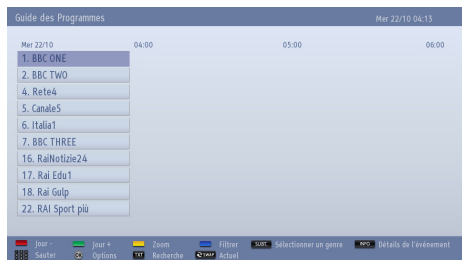 Guide des Programmes Mer 22/10 04:13
Mer 22/10 04:00 05:00 06:00
1. BBC ONE
2. BBC TWO
4. Rete4
5. Canale5
6. Italia1
7. BBC THREE
16. RaiNotizie24
17. Rai Edu1
18. Rai Gulp
22. RAI Sport più
Jour - Jour + Zoom Filtrer SUBT. Sélectionner un genre INFO Détails de l'événement
Sauter OK Options TXT Recherche SWAP Actuel